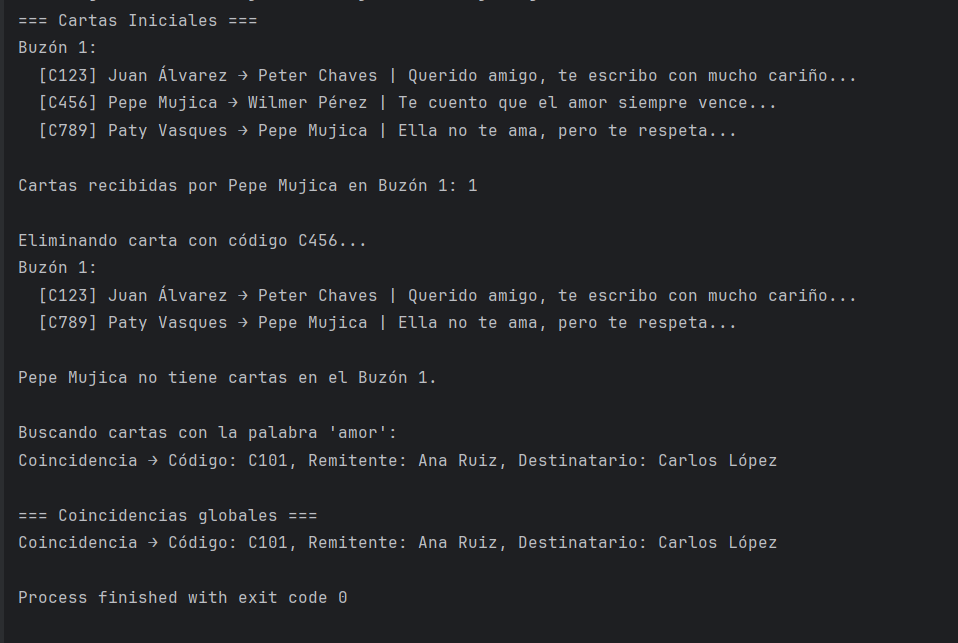 === Cartas Iniciales ===
Buzón 1:
[C123] Juan Álvarez → Peter Chaves | Querido amigo, te escribo con mucho cariño...
[C456] Pepe Mujica → Wilmer Pérez | Te cuento que el amor siempre vence...
[C789] Paty Vasques → Pepe Mujica | Ella no te ama, pero te respeta...
Cartas recibidas por Pepe Mujica en Buzón 1: 1
Eliminando carta con código C456...
Buzón 1:
[C123] Juan Álvarez → Peter Chaves | Querido amigo, te escribo con mucho cariño...
[C789] Paty Vasques → Pepe Mujica | Ella no te ama, pero te respeta...
Pepe Mujica no tiene cartas en el Buzón 1.
Buscando cartas con la palabra 'amor':
Coincidencia → Código: C101, Remitente: Ana Ruiz, Destinatario: Carlos López
=== Coincidencias globales ===
Coincidencia → Código: C101, Remitente: Ana Ruiz, Destinatario: Carlos López
Process finished with exit code 0